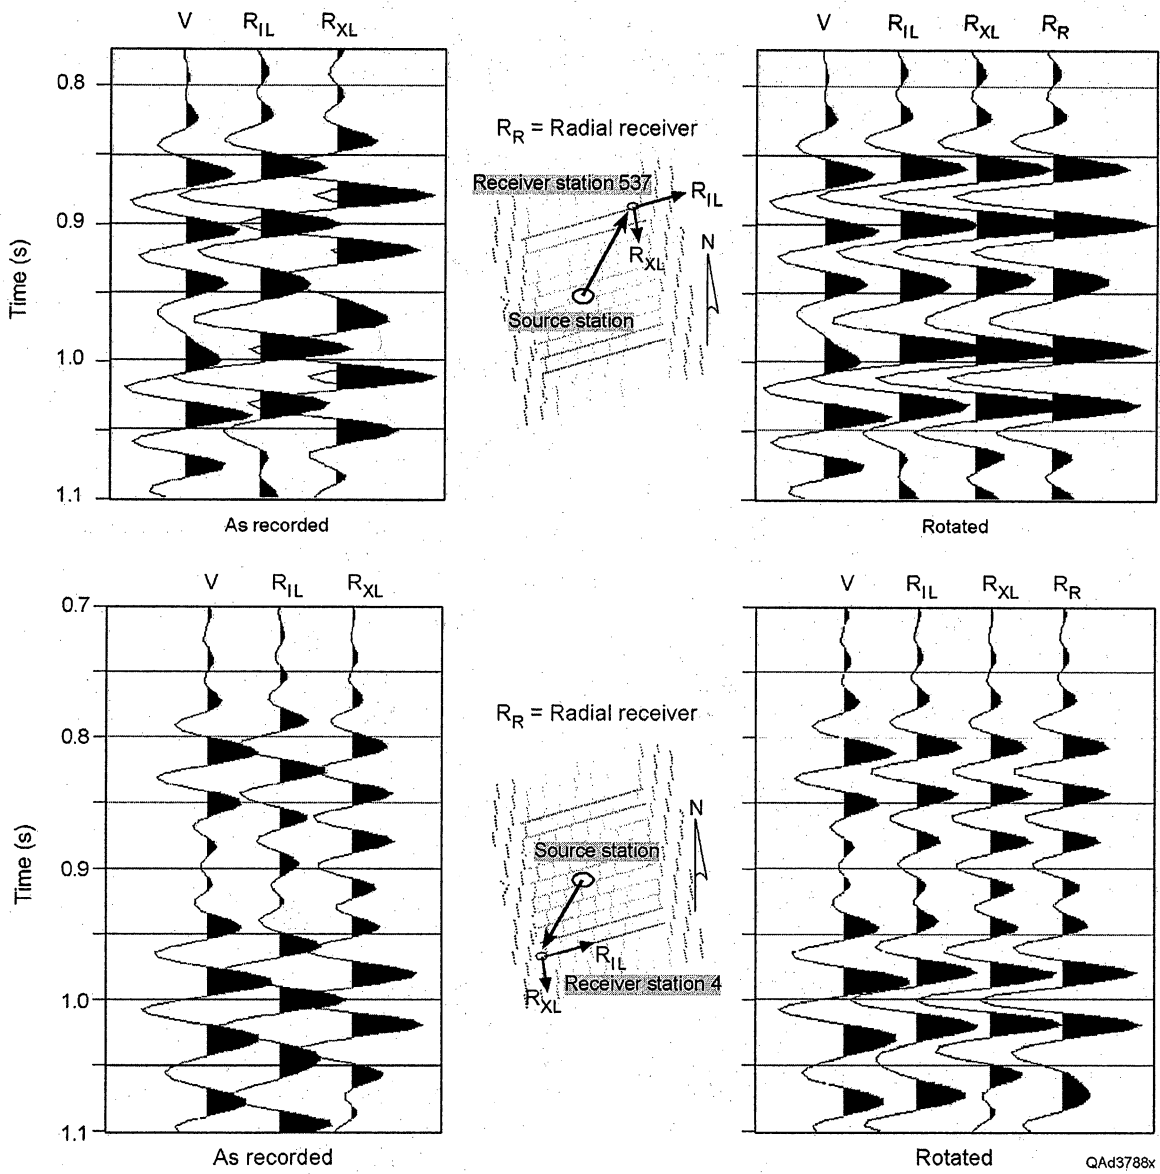 V R_IL R_XL
V R_IL R_XL R_R
0.8
0.9
1.0
1.1
Time (s)
R_R = Radial receiver
Receiver station 537
R_IL
R_XL
N
Source station
As recorded
Rotated
V R_IL R_XL
V R_IL R_XL R_R
0.7
0.8
0.9
1.0
1.1
Time (s)
R_R = Radial receiver
N
Source station
R_IL
Receiver station 4
R_XL
As recorded
Rotated
QAd3788x